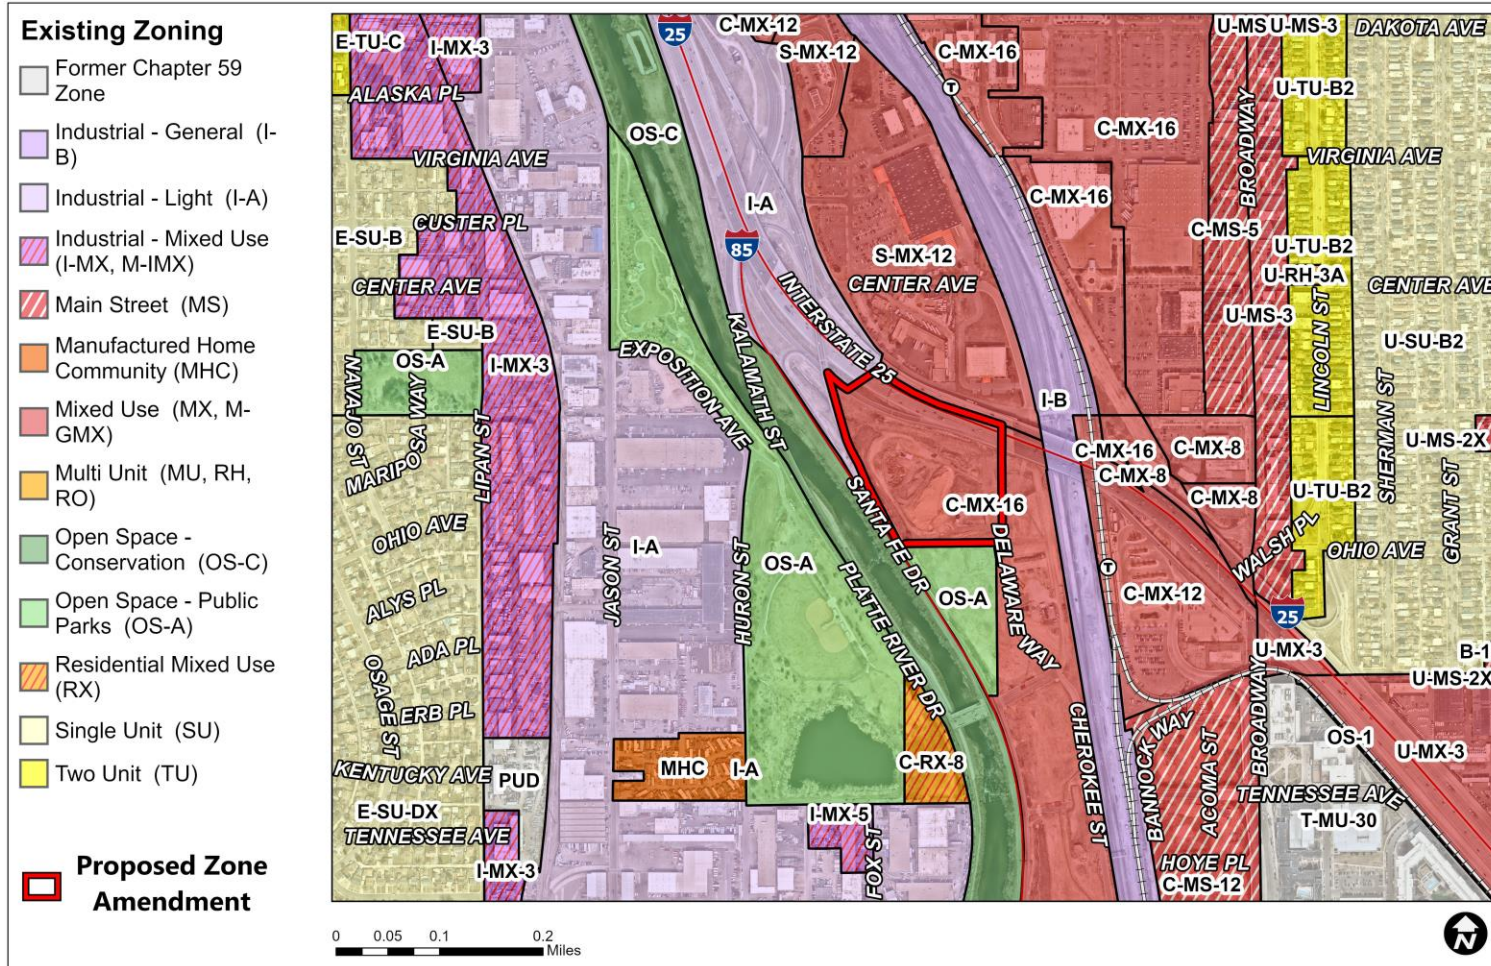 Existing Zoning
Former Chapter 59
Zone
Industrial - General (I-
B)
Industrial - Light (I-A)
Industrial - Mixed Use
(I-MX, M-IMX)
Main Street (MS)
Manufactured Home
Community (MHC)
Mixed Use (MX, M-
GMX)
Multi Unit (MU, RH,
RO)
Open Space -
Conservation (OS-C)
Open Space - Public
Parks (OS-A)
Residential Mixed Use
(RX)
Single Unit (SU)
Two Unit (TU)
Proposed Zone
Amendment
E-TU-C
I-MX-3
25
C-MX-12
S-MX-12
C-MX-16
U-MS
U-MS-3
DAKOTA AVE
ALASKA PL
T
U-TU-B2
OS-C
C-MX-16
BROADWAY
VIRGINIA AVE
VIRGINIA AVE
I-A
C-MX-16
CUSTER PL
C-MS-5
E-SU-B
85
S-MX-12
U-TU-B2
CENTER AVE
INTERSTATE 25
CENTER AVE
U-RH-3A
CENTER AVE
U-MS-3
LINCOLN ST
E-SU-B
KALAMATH ST
U-SU-B2
OS-A
I-MX-3
EXPOSITION AVE
NAVAJO ST
MARIPOSA WAY
LIPAN ST
I-B
SHERMAN ST
U-MS-2X
C-MX-16
C-MX-8
C-MX-8
C-MX-8
GRANT ST
SANTA FE DR
C-MX-16
U-TU-B2
OHIO AVE
JASON ST
I-A
HURON ST
OS-A
DELAWARE WAY
WALSH PL
OHIO AVE
T
ALYS PL
PLATTE RIVER DR
OS-A
C-MX-12
25
ADA PL
U-MX-3
B-1
OSAGE ST
U-MS-2X
ERB PL
CHEROKEE ST
BANNOCK WAY
ACOMA ST
BROADWAY
OS-1
U-MX-3
KENTUCKY AVE
PUD
MHC
I-A
C-RX-8
TENNESSEE AVE
E-SU-DX
I-MX-5
T-MU-30
TENNESSEE AVE
FOX ST
HOYE PL
I-MX-3
C-MS-12
0 0.05 0.1 0.2
Miles
N